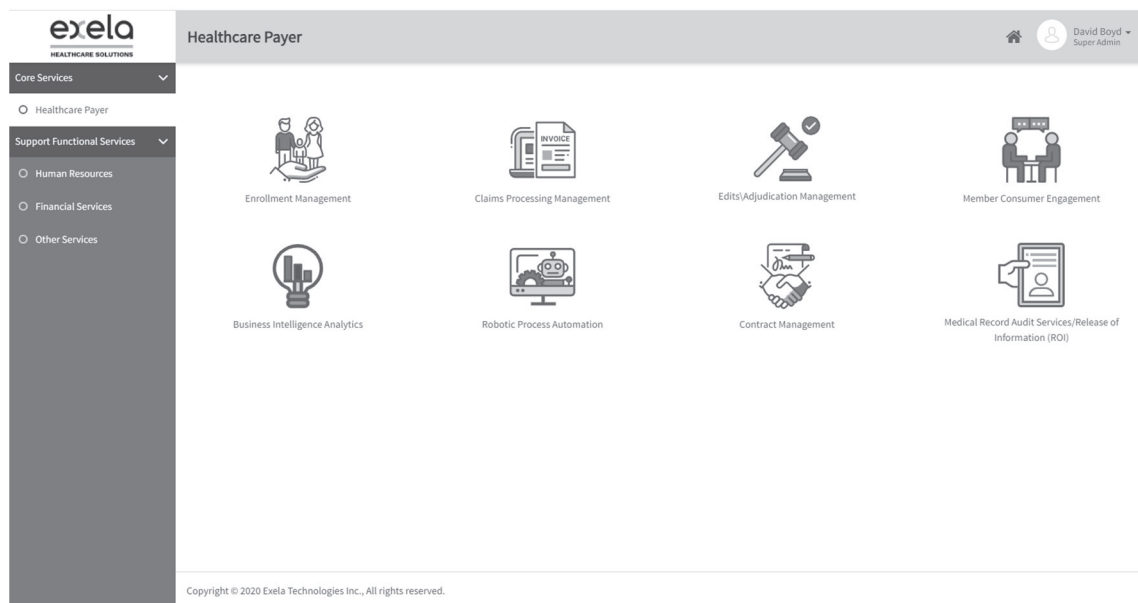 exela
HEALTHCARE SOLUTIONS
Healthcare Payer
David Boyd
Super Admin
Core Services
Healthcare Payer
Support Functional Services
Human Resources
Financial Services
Other Services
INVOICE
Enrollment Management
Claims Processing Management
Edits\Adjudication Management
Member Consumer Engagement
Business Intelligence Analytics
Robotic Process Automation
Contract Management
Medical Record Audit Services/Release of
Information (ROI)
Copyright © 2020 Exela Technologies Inc., All rights reserved.